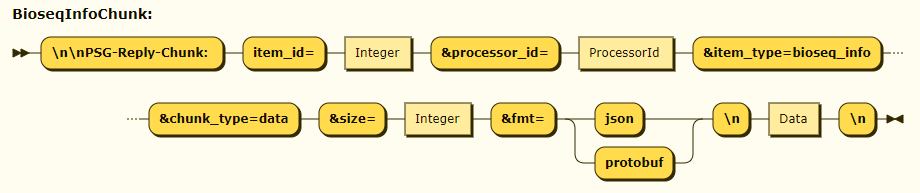 BioseqInfoChunk:
\n\nPSG-Reply-Chunk: item_id= Integer &processor_id= ProcessorId &item_type=bioseq_info
&chunk_type=data &size= Integer &fmt= json \n Data \n
protobuf